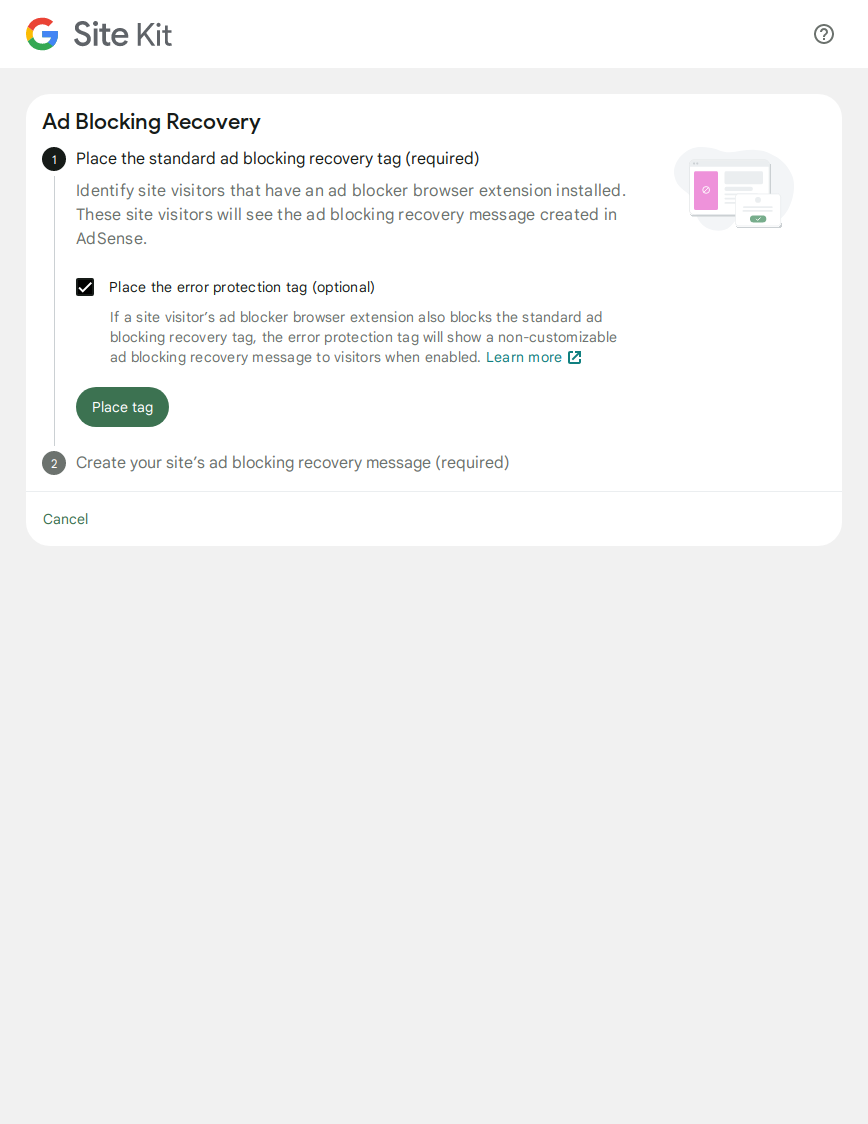 Site Kit
Ad Blocking Recovery
1 Place the standard ad blocking recovery tag (required)
Identify site visitors that have an ad blocker browser extension installed.
These site visitors will see the ad blocking recovery message created in
AdSense.
Place the error protection tag (optional)
If a site visitor’s ad blocker browser extension also blocks the standard ad
blocking recovery tag, the error protection tag will show a non-customizable
ad blocking recovery message to visitors when enabled. Learn more
Place tag
2 Create your site’s ad blocking recovery message (required)
Cancel